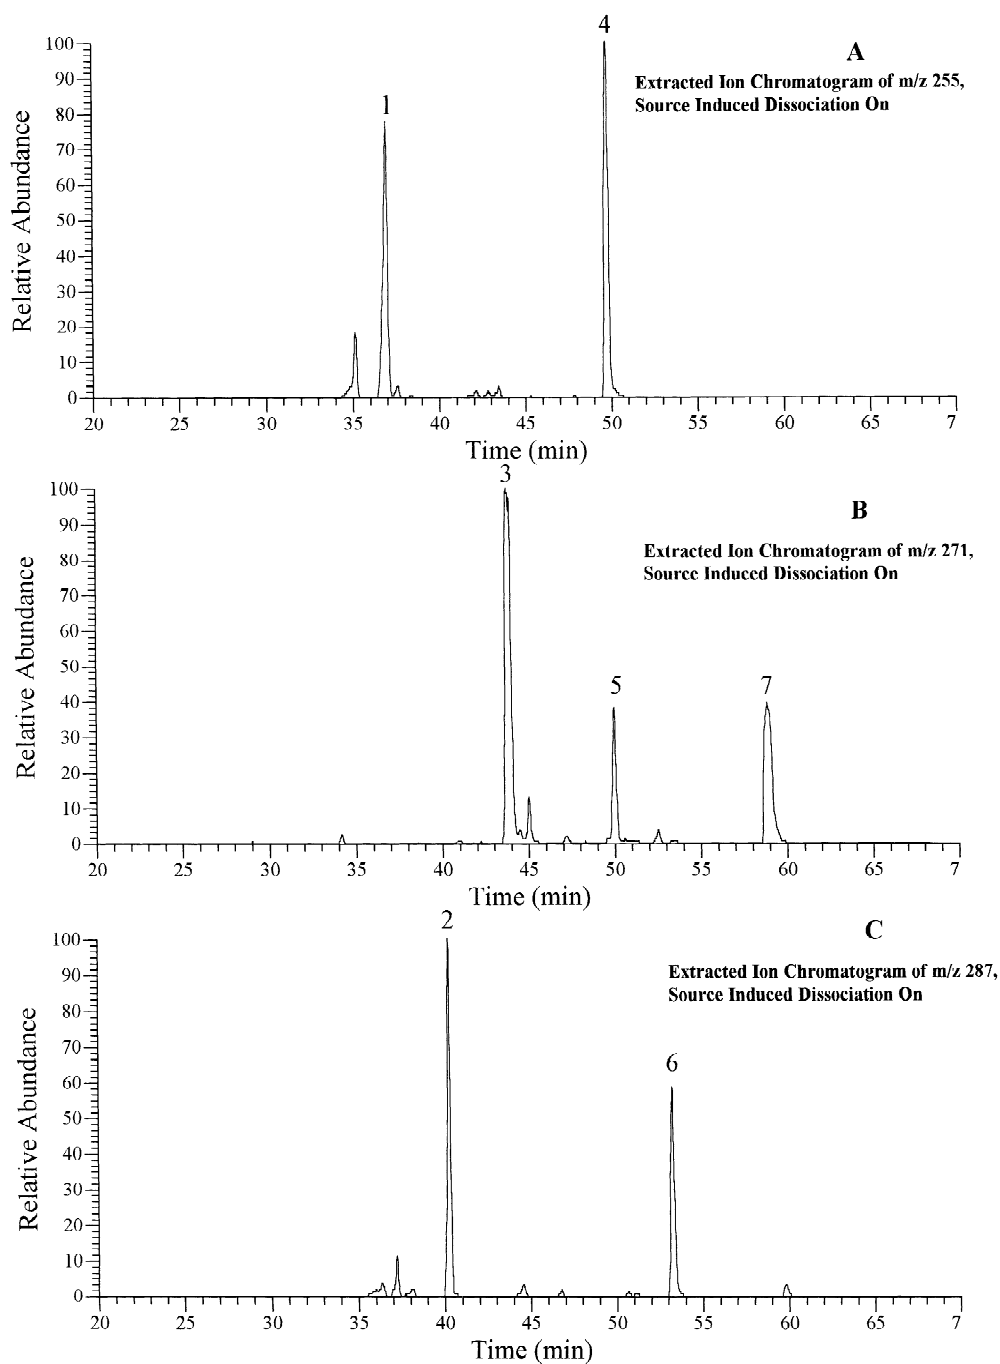 4
A
Extracted Ion Chromatogram of m/z 255,
Source Induced Dissociation On
1
100
90
80
70
60
50
40
30
20
10
0
Relative Abundance
20 25 30 35 40 45 50 55 60 65 7
Time (min)
3
B
Extracted Ion Chromatogram of m/z 271,
Source Induced Dissociation On
5
7
100
90
80
70
60
50
40
30
20
10
0
Relative Abundance
20 25 30 35 40 45 50 55 60 65 7
Time (min)
2
C
Extracted Ion Chromatogram of m/z 287,
Source Induced Dissociation On
6
100
90
80
70
60
50
40
30
20
10
0
Relative Abundance
20 25 30 35 40 45 50 55 60 65 7
Time (min)